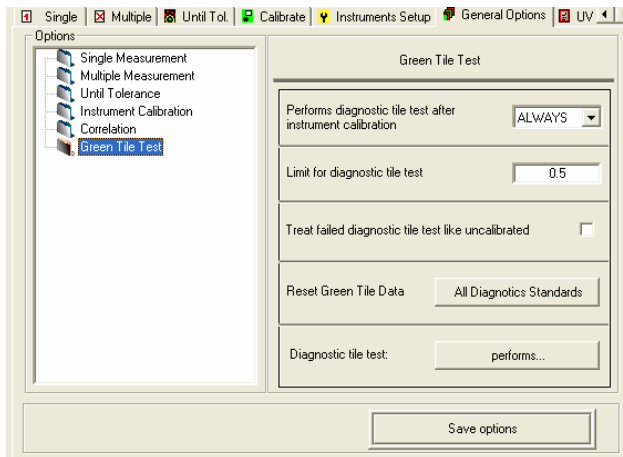 1 Single Multiple Until Tol. Calibrate Instruments Setup General Options UV
Options
Single Measurement
Multiple Measurement
Until Tolerance
Instrument Calibration
Correlation
Green Tile Test
Green Tile Test
Performs diagnostic tile test after
instrument calibration
ALWAYS
Limit for diagnostic tile test
0.5
Treat failed diagnostic tile test like uncalibrated
Reset Green Tile Data
All Diagnotics Standards
Diagnostic tile test:
performs...
Save options